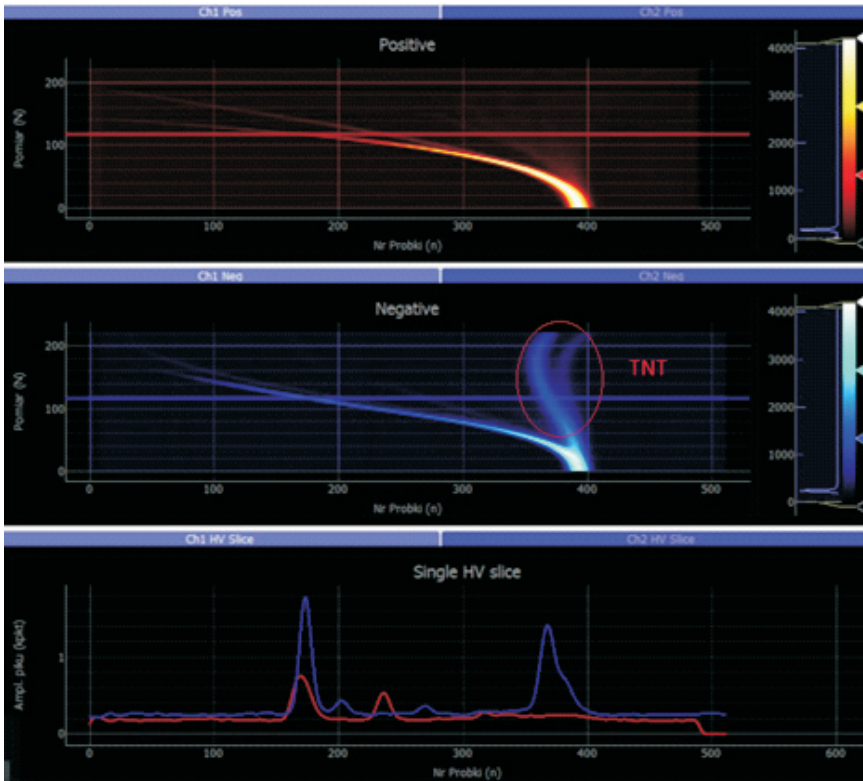 Ch1 Pos Ch2 Pos
Positive
Pomiar (N)
200
100
0
0 100 200 300 400 500
Nr Probki (n)
4000
3000
2000
1000
0
Ch1 Neg Ch2 Neg
Negative
TNT
Pomiar (N)
200
100
0
0 100 200 300 400 500
Nr Probki (n)
4000
3000
2000
1000
0
Ch1 HV Slice Ch2 HV Slice
Single HV slice
Ampl. piku (kpkt)
1
0
0 100 200 300 400 500 600
Nr Probki (n)